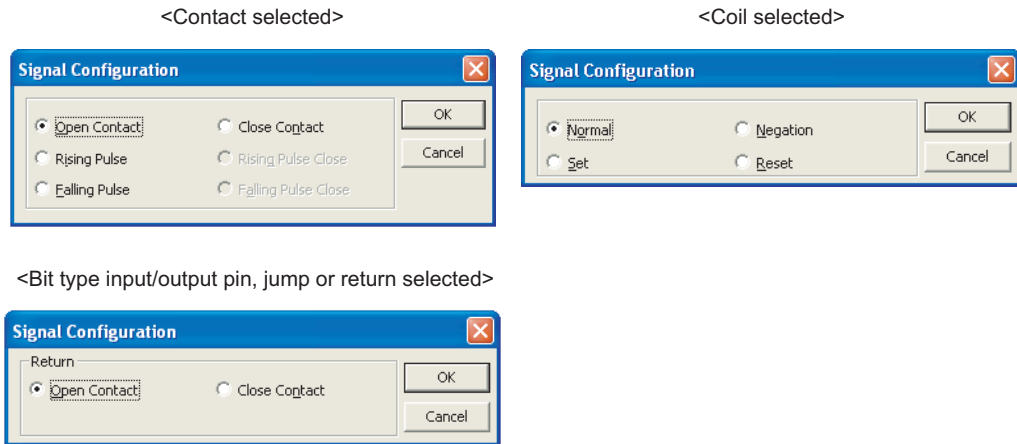 <Contact selected>
Signal Configuration
Open Contact
Close Contact
OK
Rising Pulse
Rising Pulse Close
Cancel
Falling Pulse
Falling Pulse Close
<Coil selected>
Signal Configuration
Normal
Negation
OK
Set
Reset
Cancel
<Bit type input/output pin, jump or return selected>
Signal Configuration
Return
Open Contact
Close Contact
OK
Cancel